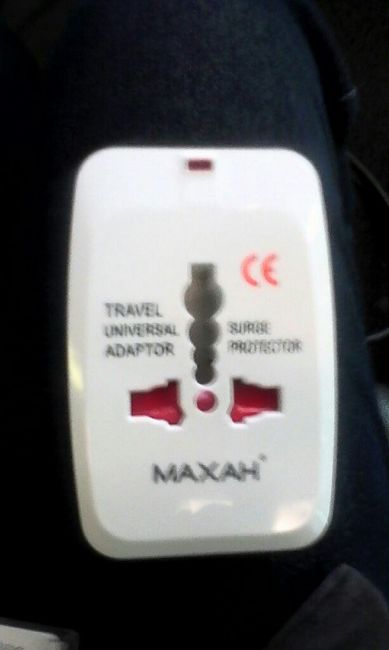 CE
TRAVEL
UNIVERSAL
ADAPTOR
SURGE
PROTECTOR
MAXAH